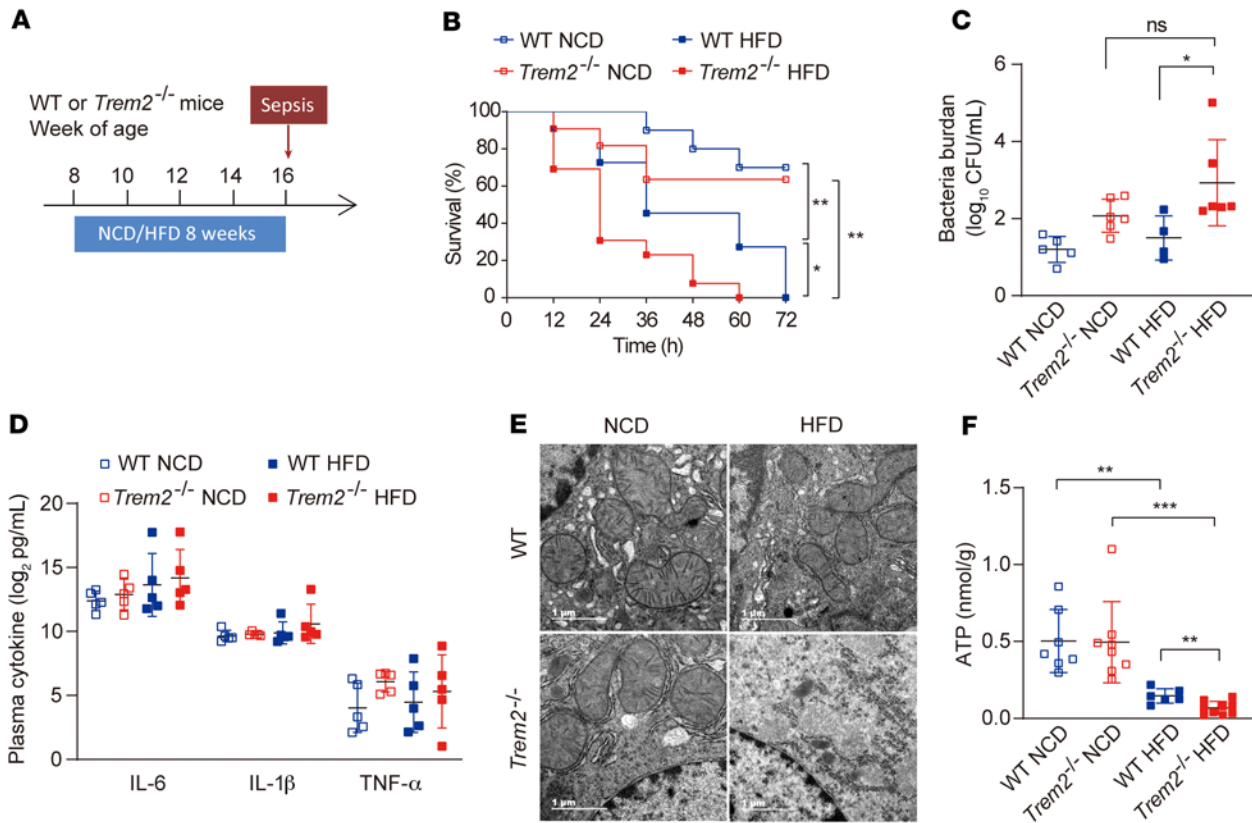 A
WT or Trem2-/- mice
Week of age
Sepsis
8 10 12 14 16
NCD/HFD 8 weeks
B
WT NCD WT HFD
Trem2-/- NCD Trem2-/- HFD
Survival (%)
100
80
60
40
20
0
0 12 24 36 48 60 72
Time (h)
**
*
**
C
ns
*
Bacteria burdan
(log10 CFU/mL)
6
4
2
0
WT NCD
Trem2-/- NCD
WT HFD
Trem2-/- HFD
D
WT NCD WT HFD
Trem2-/- NCD Trem2-/- HFD
Plasma cytokine (log2 pg/mL)
20
15
10
5
0
IL-6 IL-1β TNF-α
E
NCD HFD
WT
1 μm 1 μm
Trem2-/-
1 μm 1 μm
F
**
***
**
ATP (nmol/g)
1.5
1.0
0.5
0.0
WT NCD
Trem2-/- NCD
WT HFD
Trem2-/- HFD